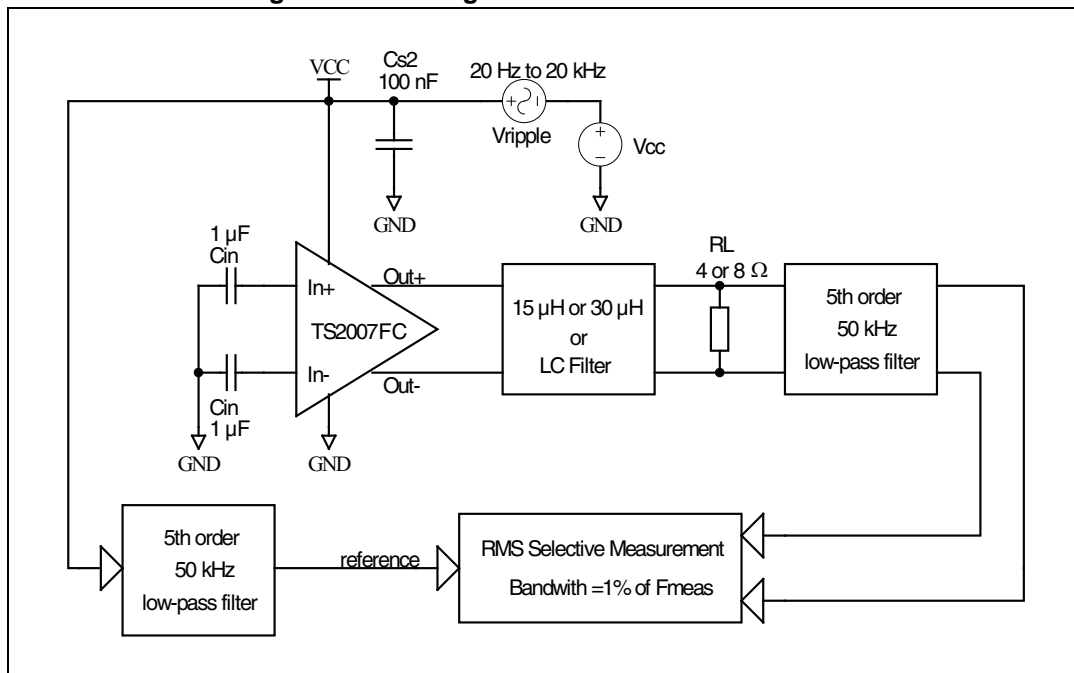 VCC
Cs2
100 nF
20 Hz to 20 kHz
+
-
Vripple
+
-
Vcc
GND
GND
1 µF
Cin
In+
Out+
TS2007FC
In-
Out-
Cin
1 µF
GND
GND
15 µH or 30 µH
or
LC Filter
RL
4 or 8 Ω
5th order
50 kHz
low-pass filter
5th order
50 kHz
low-pass filter
reference
RMS Selective Measurement
Bandwith =1% of Fmeas